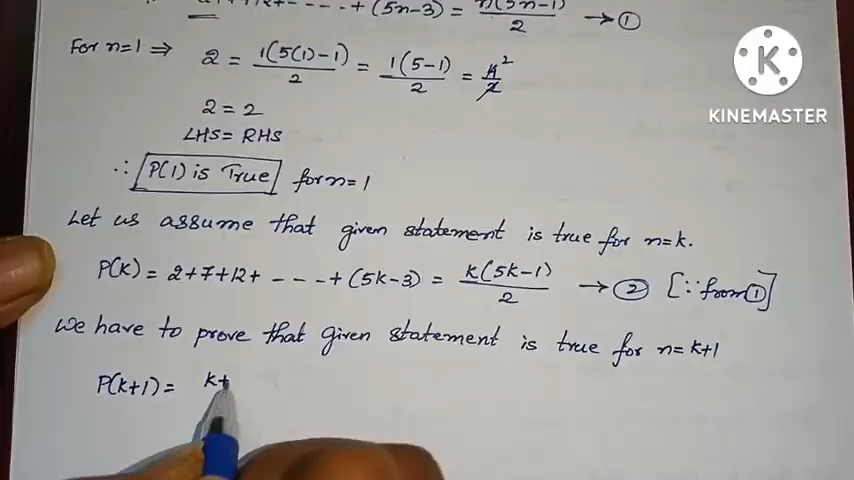 + - - - - + (5n-3) = n(5n-1)/2 → ①
For n=1 ⇒ 2 = 1(5(1)-1)/2 = 1(5-1)/2 = 4/2 2
2 = 2
LHS = RHS
∴ P(1) is True for n=1
Let us assume that given statement is true for n=k.
P(k) = 2+7+12+ - - - - + (5k-3) = k(5k-1)/2 → ② [∵ from ①]
We have to prove that given statement is true for n=k+1
P(k+1) = k+
K
KINEMASTER